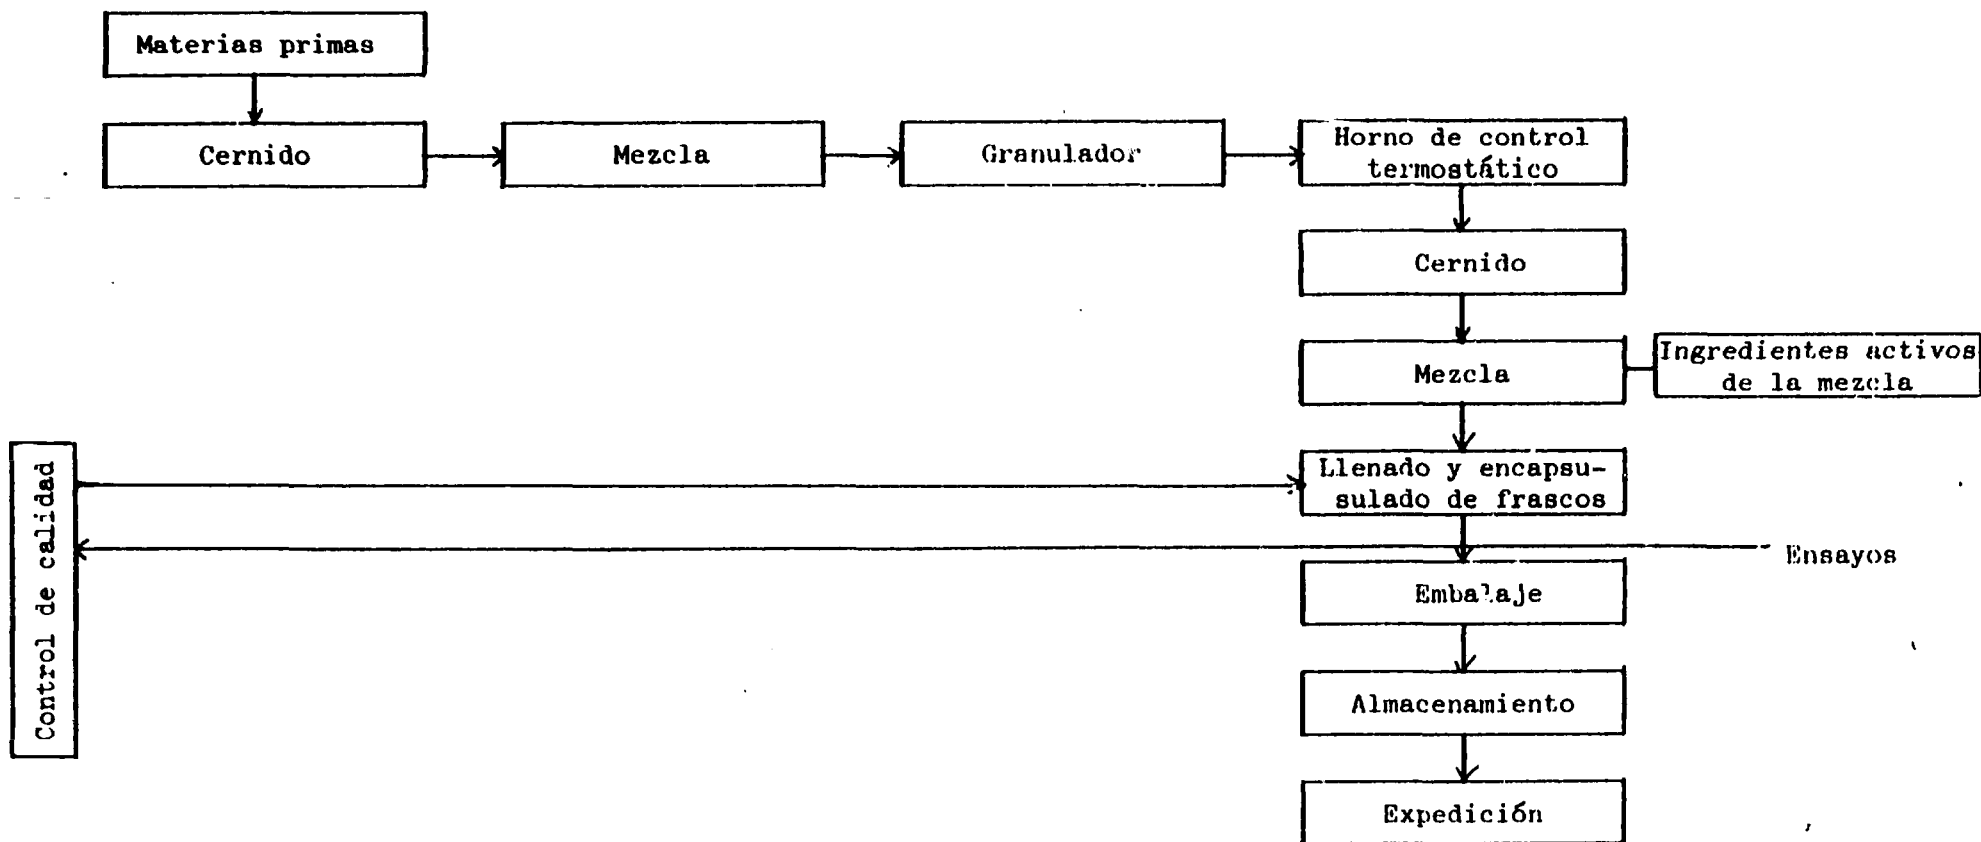 Materias primas
Cernido
Mezcla
Granulador
Horno de control
termostático
Cernido
Mezcla
Ingredientes activos
de la mezcla
Llenado y encapsu-
sulado de frascos
Control de calidad
Ensayos
Embalaje
Almacenamiento
Expedición